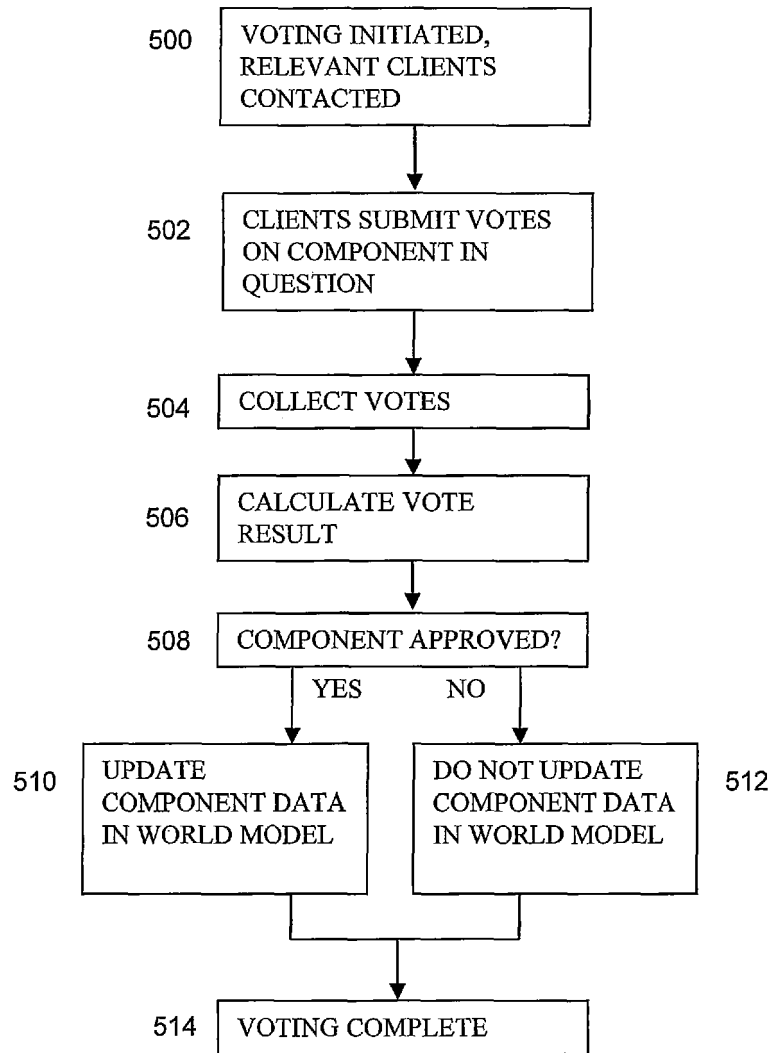 500
VOTING INITIATED,
RELEVANT CLIENTS
CONTACTED
502
CLIENTS SUBMIT VOTES
ON COMPONENT IN
QUESTION
504
COLLECT VOTES
506
CALCULATE VOTE
RESULT
508
COMPONENT APPROVED?
YES
NO
510
UPDATE
COMPONENT DATA
IN WORLD MODEL
DO NOT UPDATE
COMPONENT DATA
IN WORLD MODEL
512
514
VOTING COMPLETE